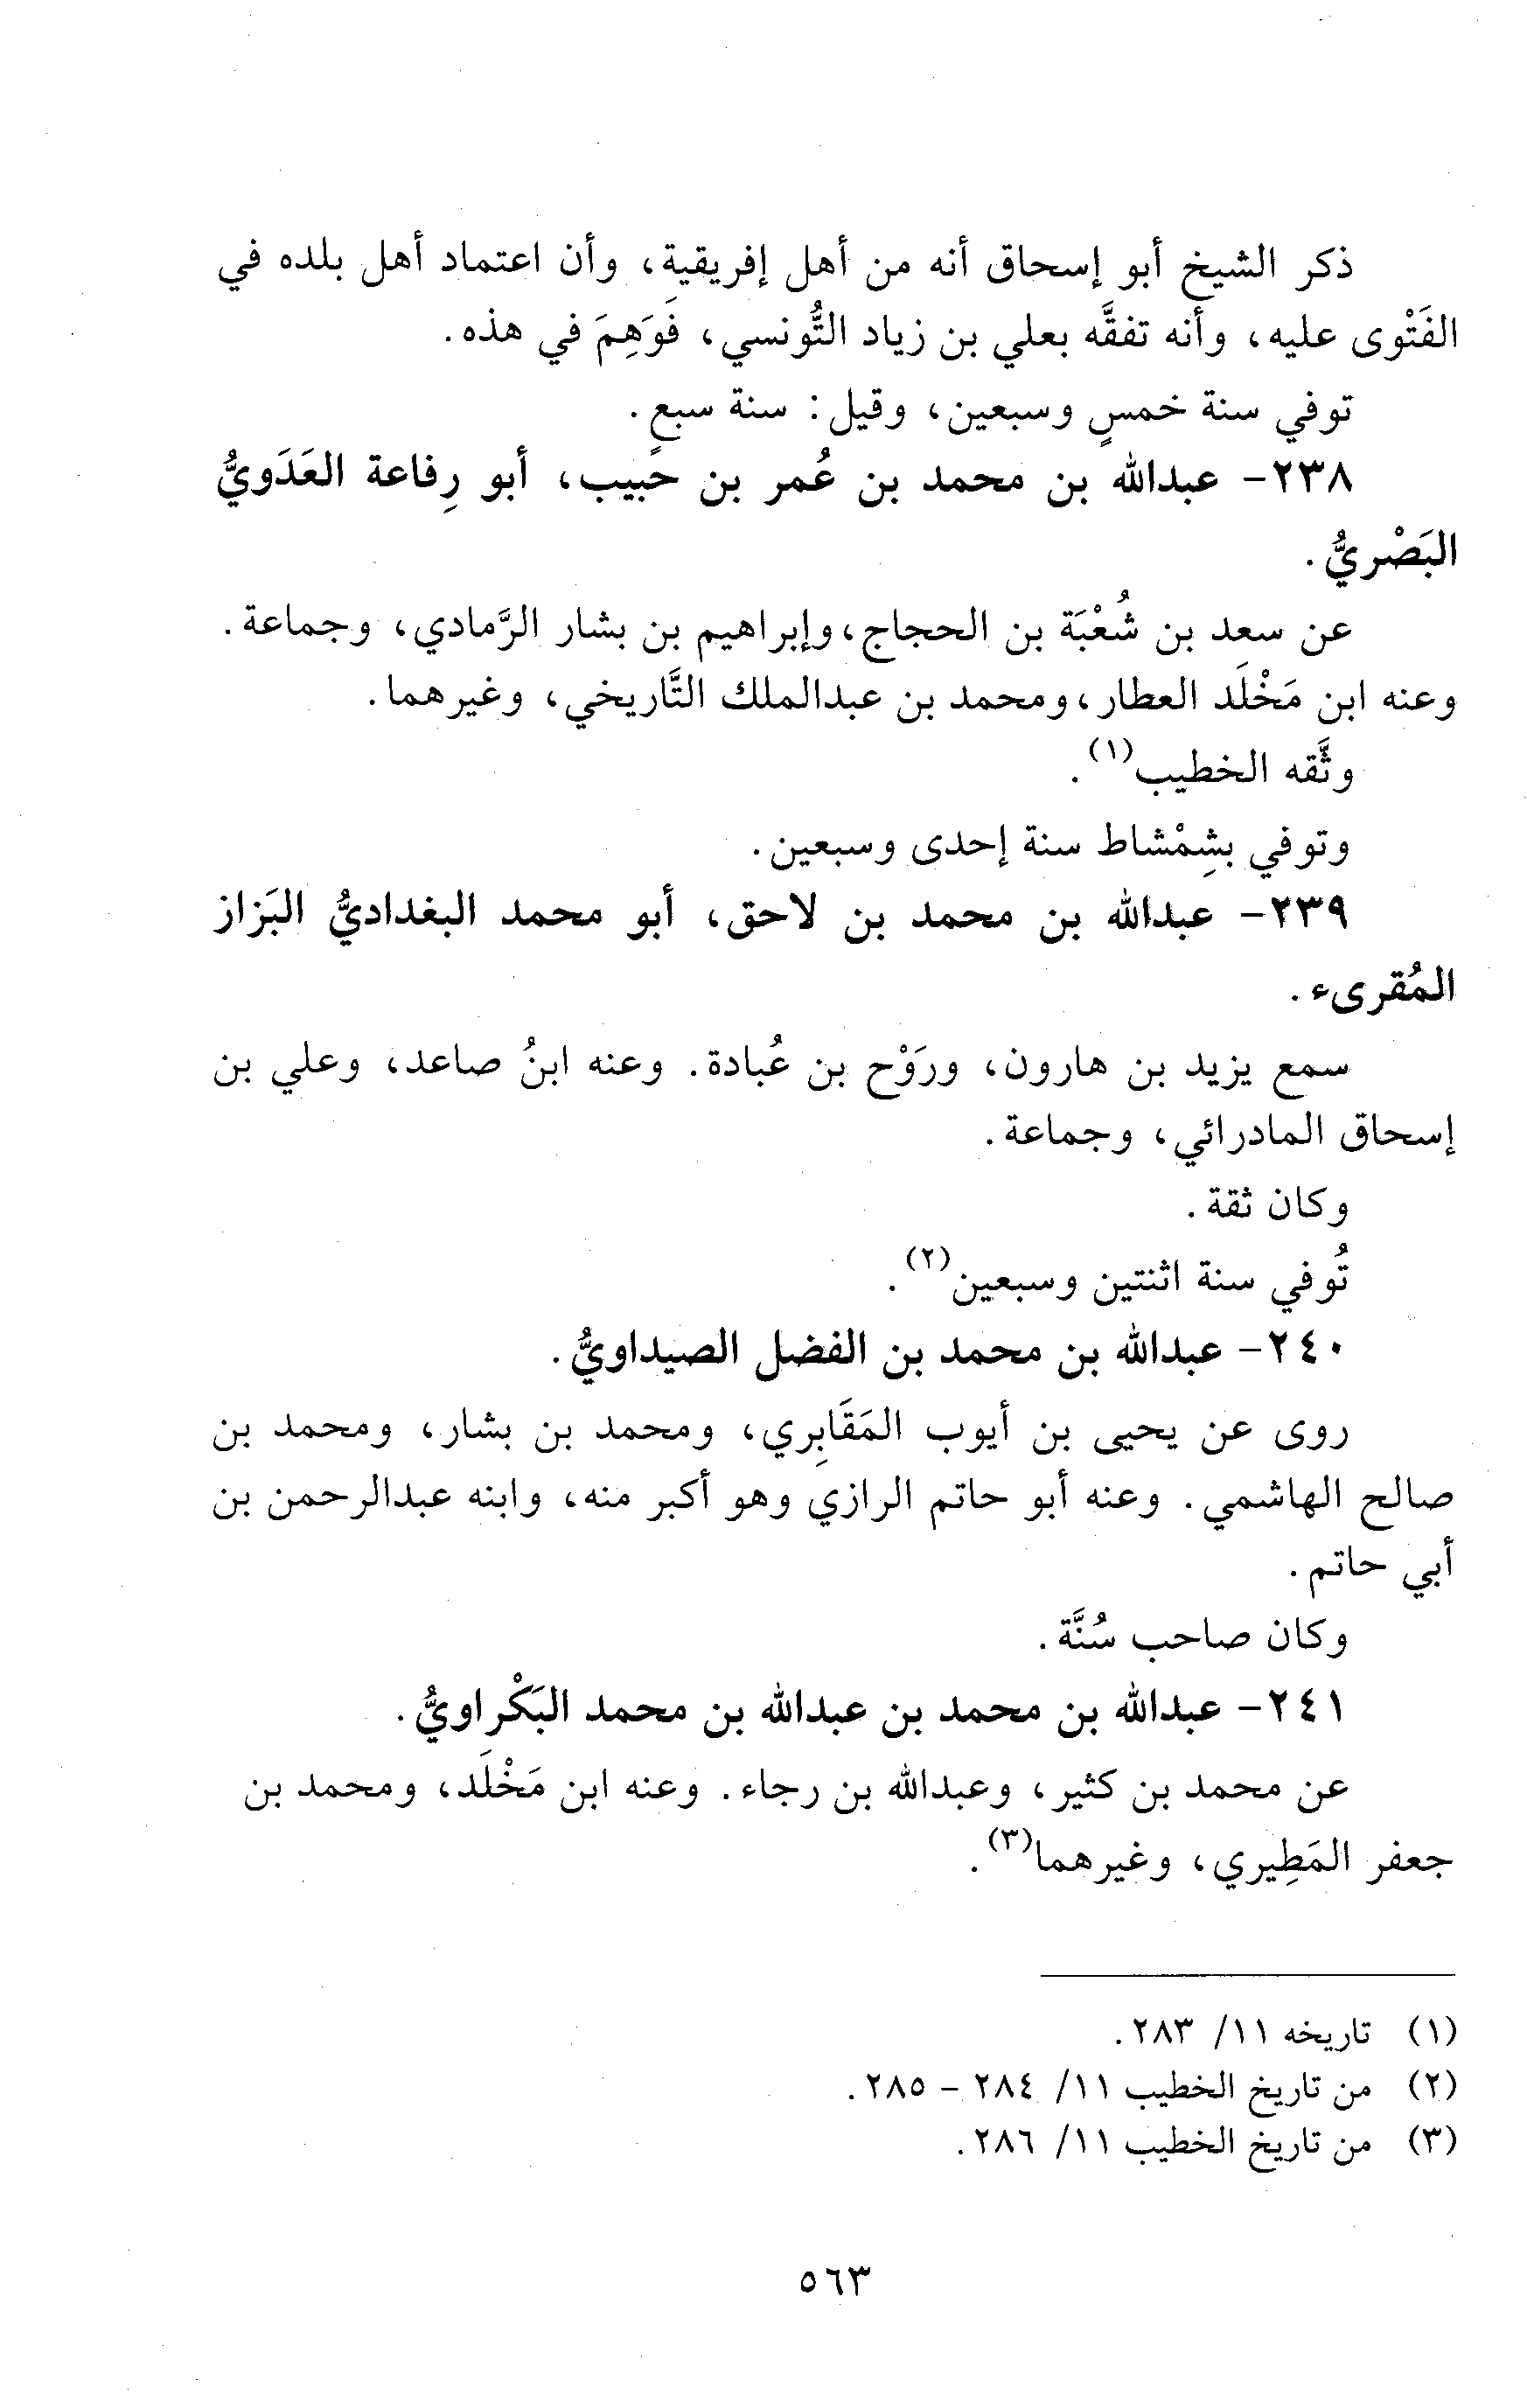 ذكر الشيخ أبو إسحاق أنه من أهل إفريقية، وأن اعتماد أهل بلده في
الفَتْوى عليه، وأنه تفقَّه بعلي بن زياد التُّونسي، فَوَهِمَ في هذه.
توفي سنة خمسٍ وسبعين، وقيل: سنة سبعٍ.
٢٣٨- عبدالله بن محمد بن عُمر بن حَبيب، أبو رِفاعة العَدَويُّ
البَصْريُّ.
عن سعد بن شُعْبَة بن الحجاج، وإبراهيم بن بشار الرَّمادي، وجماعة.
وعنه ابن مَخْلَد العطار، ومحمد بن عبدالملك التَّاريخي، وغيرهما.
وثَّقه الخطيب(١).
وتوفي بشِمْشاط سنة إحدى وسبعين.
٢٣٩- عبدالله بن محمد بن لاحق، أبو محمد البغداديُّ البَزاز
المُقرىء.
سمع يزيد بن هارون، ورَوْح بن عُبادة. وعنه ابنُ صاعد، وعلي بن
إسحاق المادرائي، وجماعة.
وكان ثقة.
تُوفي سنة اثنتين وسبعين(٢).
٢٤٠- عبدالله بن محمد بن الفضل الصيداويُّ.
روى عن يحيى بن أيوب المَقَابِري، ومحمد بن بشار، ومحمد بن
صالح الهاشمي. وعنه أبو حاتم الرازي وهو أكبر منه، وابنه عبدالرحمن بن
أبي حاتم.
وكان صاحب سُنَّة.
٢٤١- عبدالله بن محمد بن عبدالله بن محمد البَكْراويُّ.
عن محمد بن كثير، وعبدالله بن رجاء. وعنه ابن مَخْلَد، ومحمد بن
جعفر المَطِيري، وغيرهما(٣).
(١) تاريخه ١١/ ٢٨٣.
(٢) من تاريخ الخطيب ١١/ ٢٨٤ - ٢٨٥.
(٣) من تاريخ الخطيب ١١/ ٢٨٦.
٥٦٣